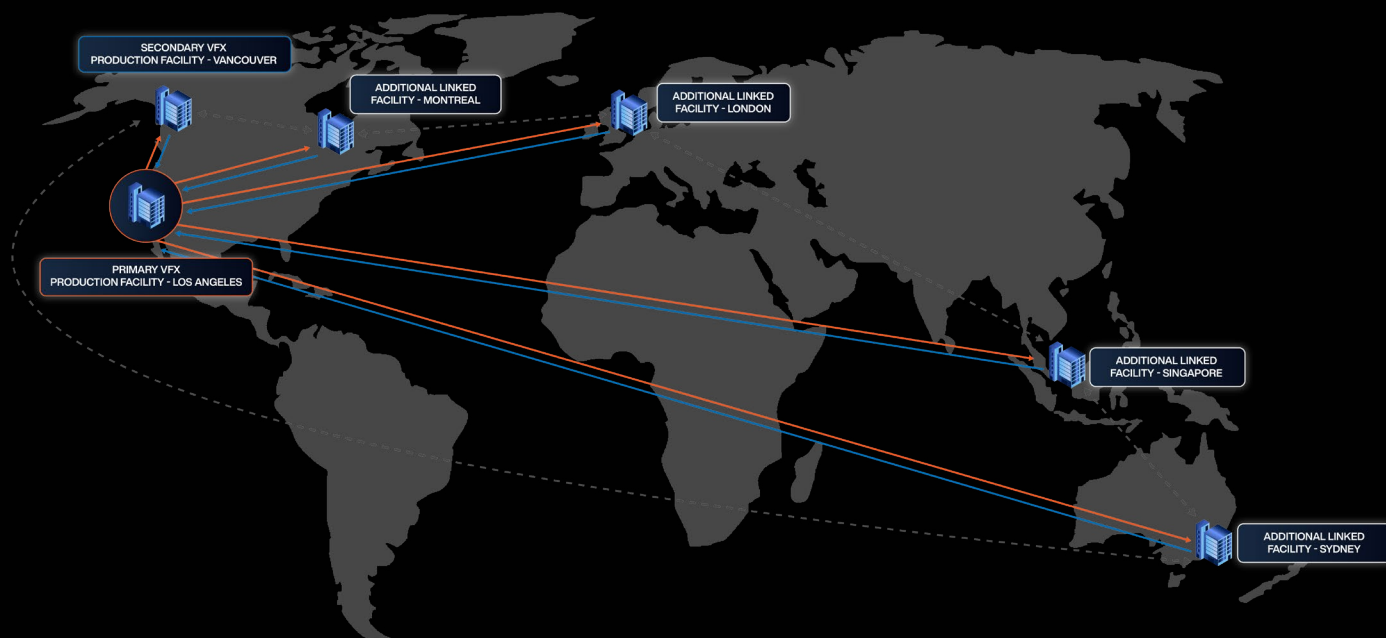 SECONDARY VFX
PRODUCTION FACILITY - VANCOUVER
ADDITIONAL LINKED
FACILITY - MONTREAL
ADDITIONAL LINKED
FACILITY - LONDON
PRIMARY VFX
PRODUCTION FACILITY - LOS ANGELES
ADDITIONAL LINKED
FACILITY - SINGAPORE
ADDITIONAL LINKED
FACILITY - SYDNEY